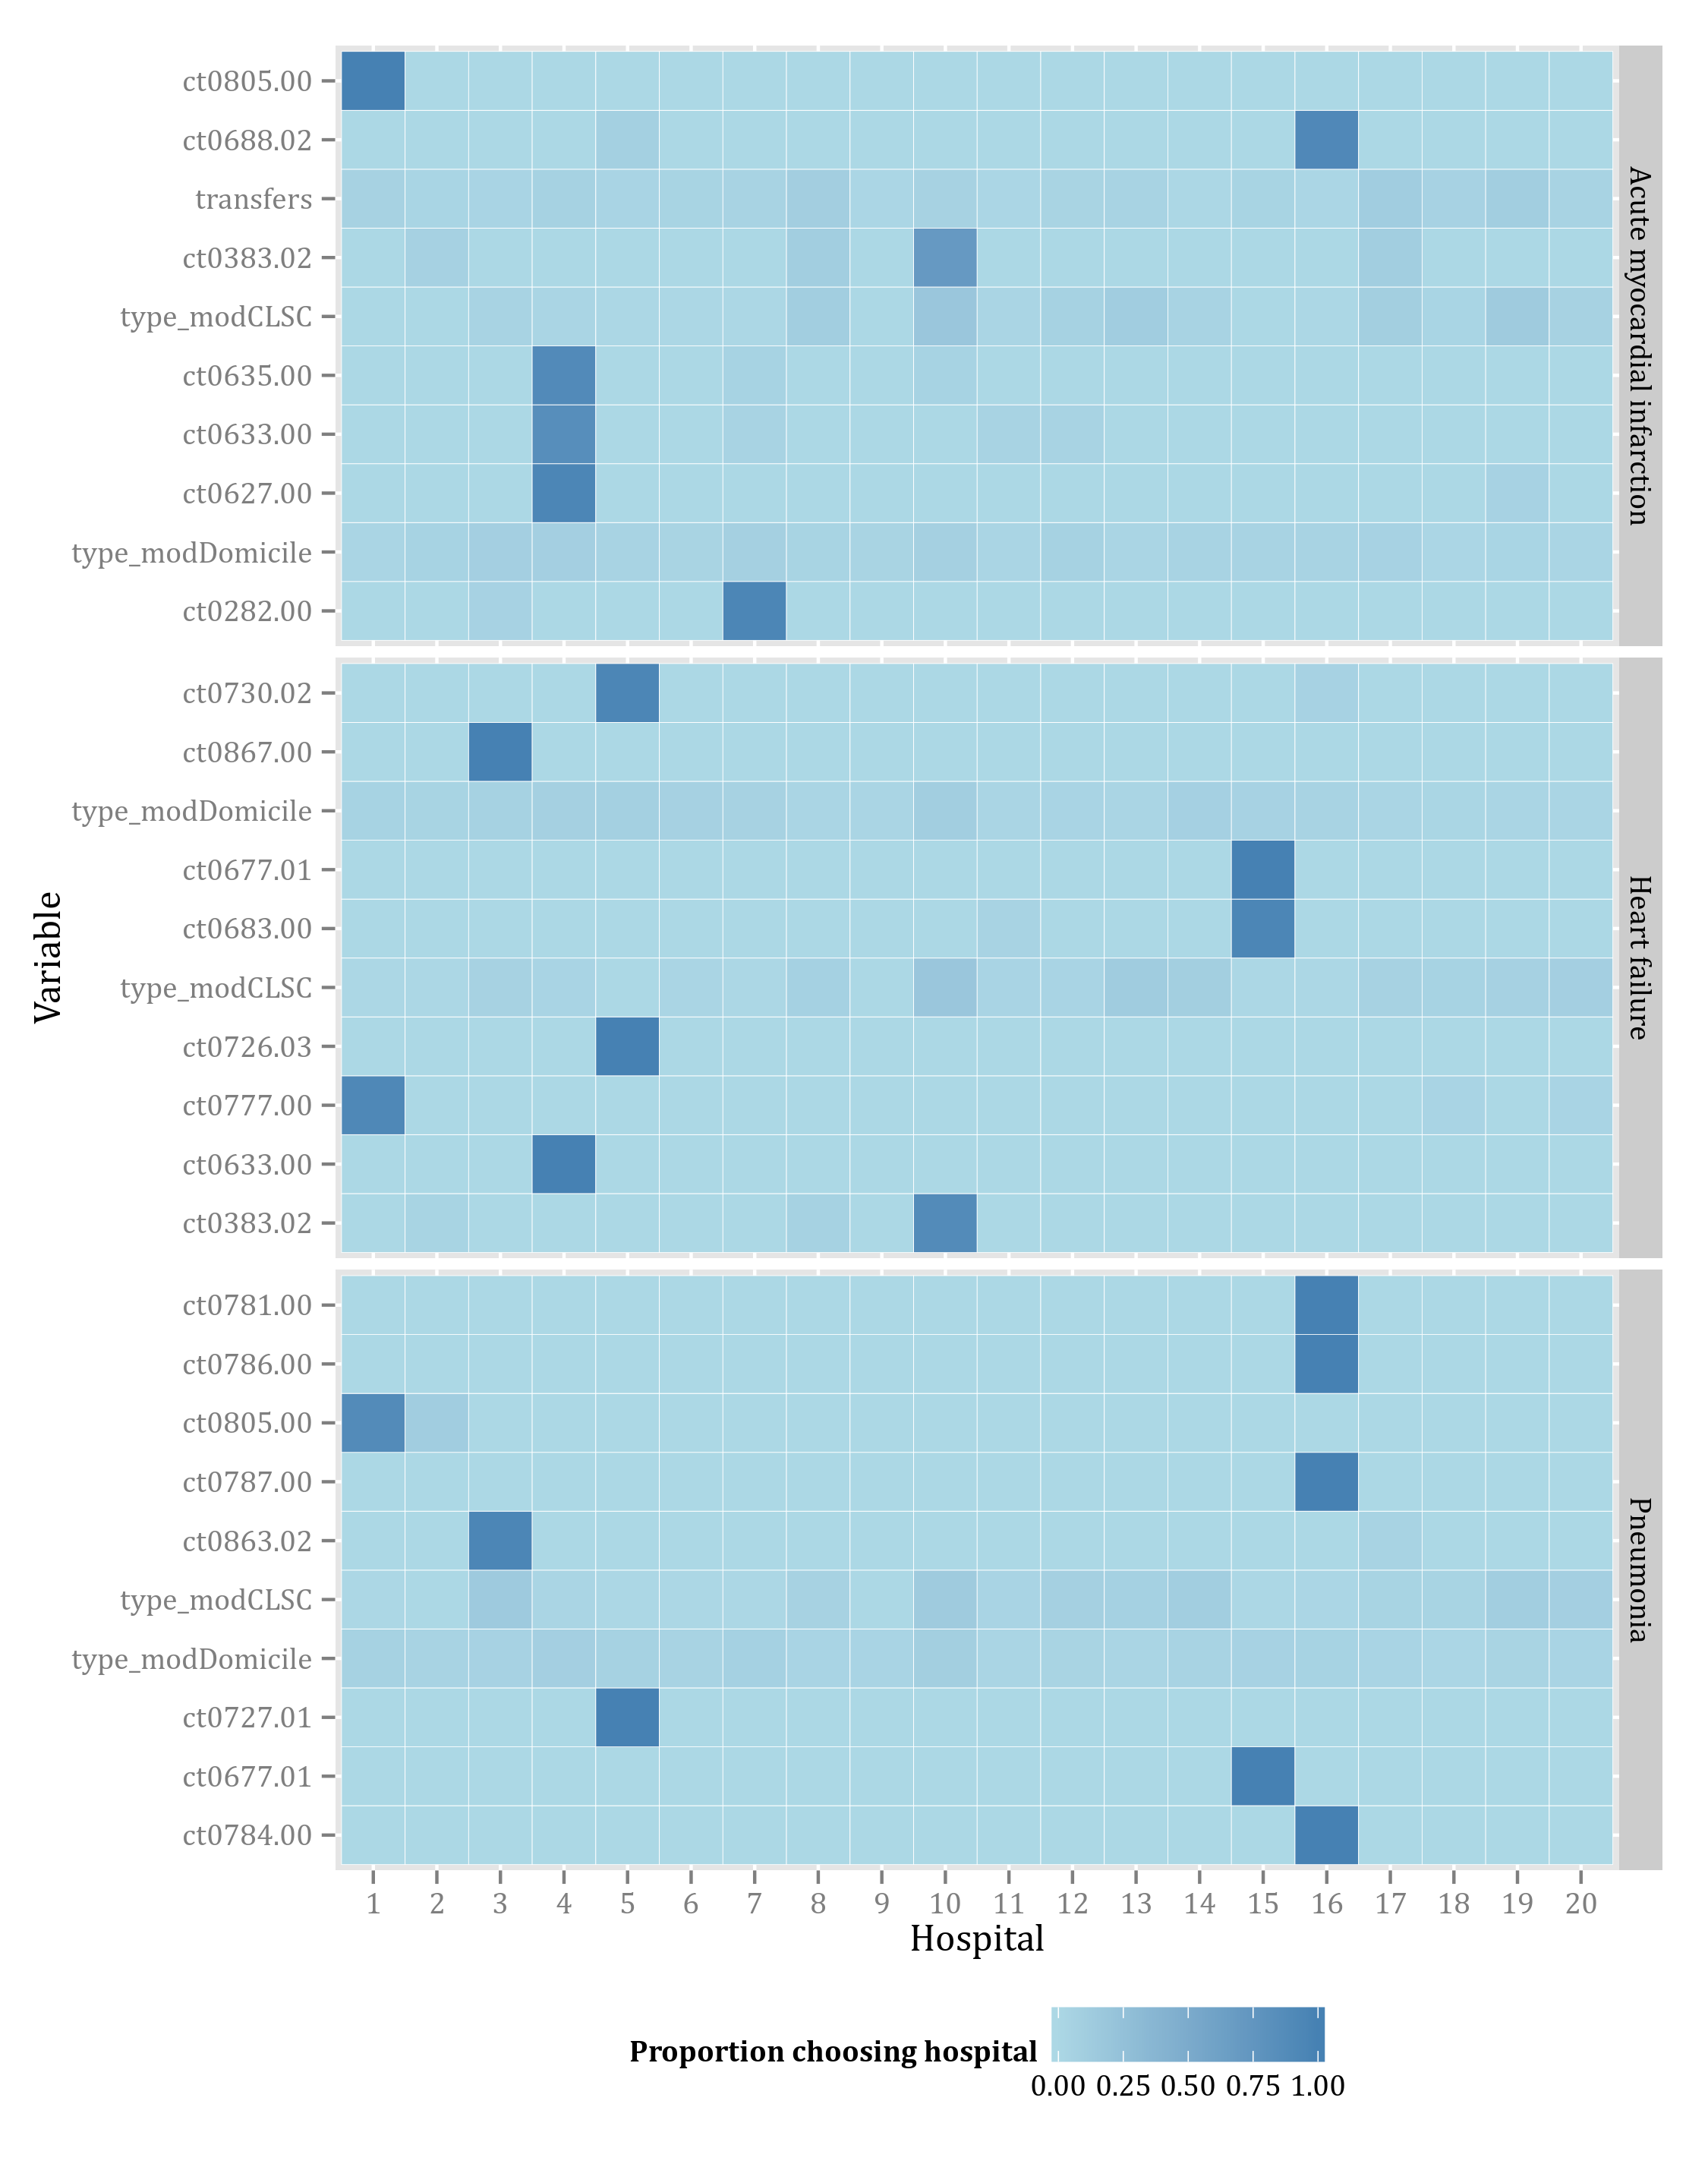 ct0805.00
ct0688.02
transfers
ct0383.02
type_modCLSC
ct0635.00
ct0633.00
ct0627.00
type_modDomicile
ct0282.00
Acute myocardial infarction
ct0730.02
ct0867.00
type_modDomicile
ct0677.01
ct0683.00
type_modCLSC
ct0726.03
ct0777.00
ct0633.00
ct0383.02
Heart failure
Variable
ct0781.00
ct0786.00
ct0805.00
ct0787.00
ct0863.02
type_modCLSC
type_modDomicile
ct0727.01
ct0677.01
ct0784.00
Pneumonia
1 2 3 4 5 6 7 8 9 10 11 12 13 14 15 16 17 18 19 20
Hospital
Proportion choosing hospital
0.00 0.25 0.50 0.75 1.00